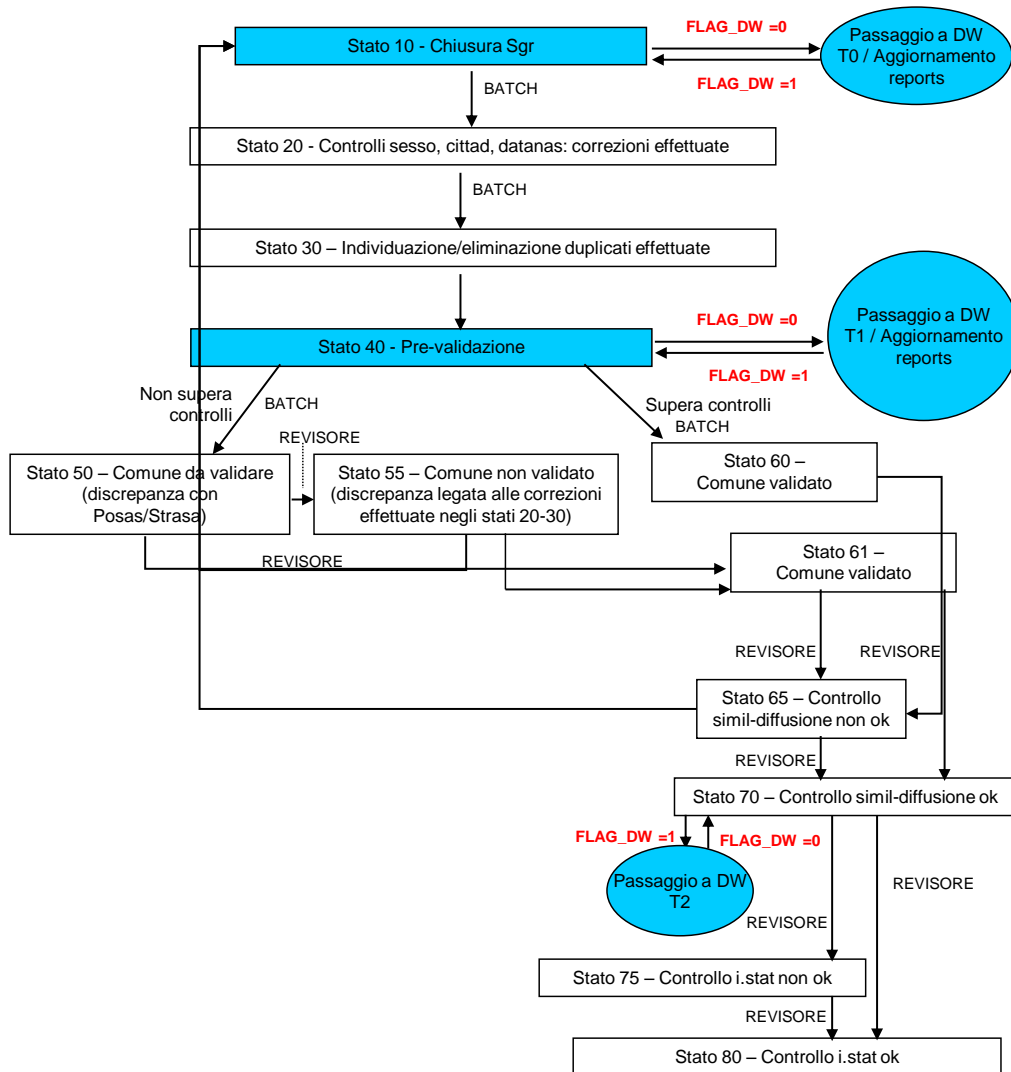 Stato 10 - Chiusura Sgr
FLAG_DW =0
FLAG_DW =1
Passaggio a DW
T0 / Aggiornamento
reports
BATCH
Stato 20 - Controlli sesso, cittad, datanas: correzioni effettuate
BATCH
Stato 30 – Individuazione/eliminazione duplicati effettuate
Stato 40 - Pre-validazione
FLAG_DW =0
FLAG_DW =1
Passaggio a DW
T1 / Aggiornamento
reports
Non supera
controlli
BATCH
REVISORE
Supera controlli
BATCH
Stato 50 – Comune da validare
(discrepanza con
Posas/Strasa)
Stato 55 – Comune non validato
(discrepanza legata alle correzioni
effettuate negli stati 20-30)
Stato 60 –
Comune validato
REVISORE
Stato 61 –
Comune validato
REVISORE
REVISORE
Stato 65 – Controllo
simil-diffusione non ok
REVISORE
Stato 70 – Controllo simil-diffusione ok
FLAG_DW =1
FLAG_DW =0
Passaggio a DW
T2
REVISORE
REVISORE
Stato 75 – Controllo i.stat non ok
REVISORE
Stato 80 – Controllo i.stat ok